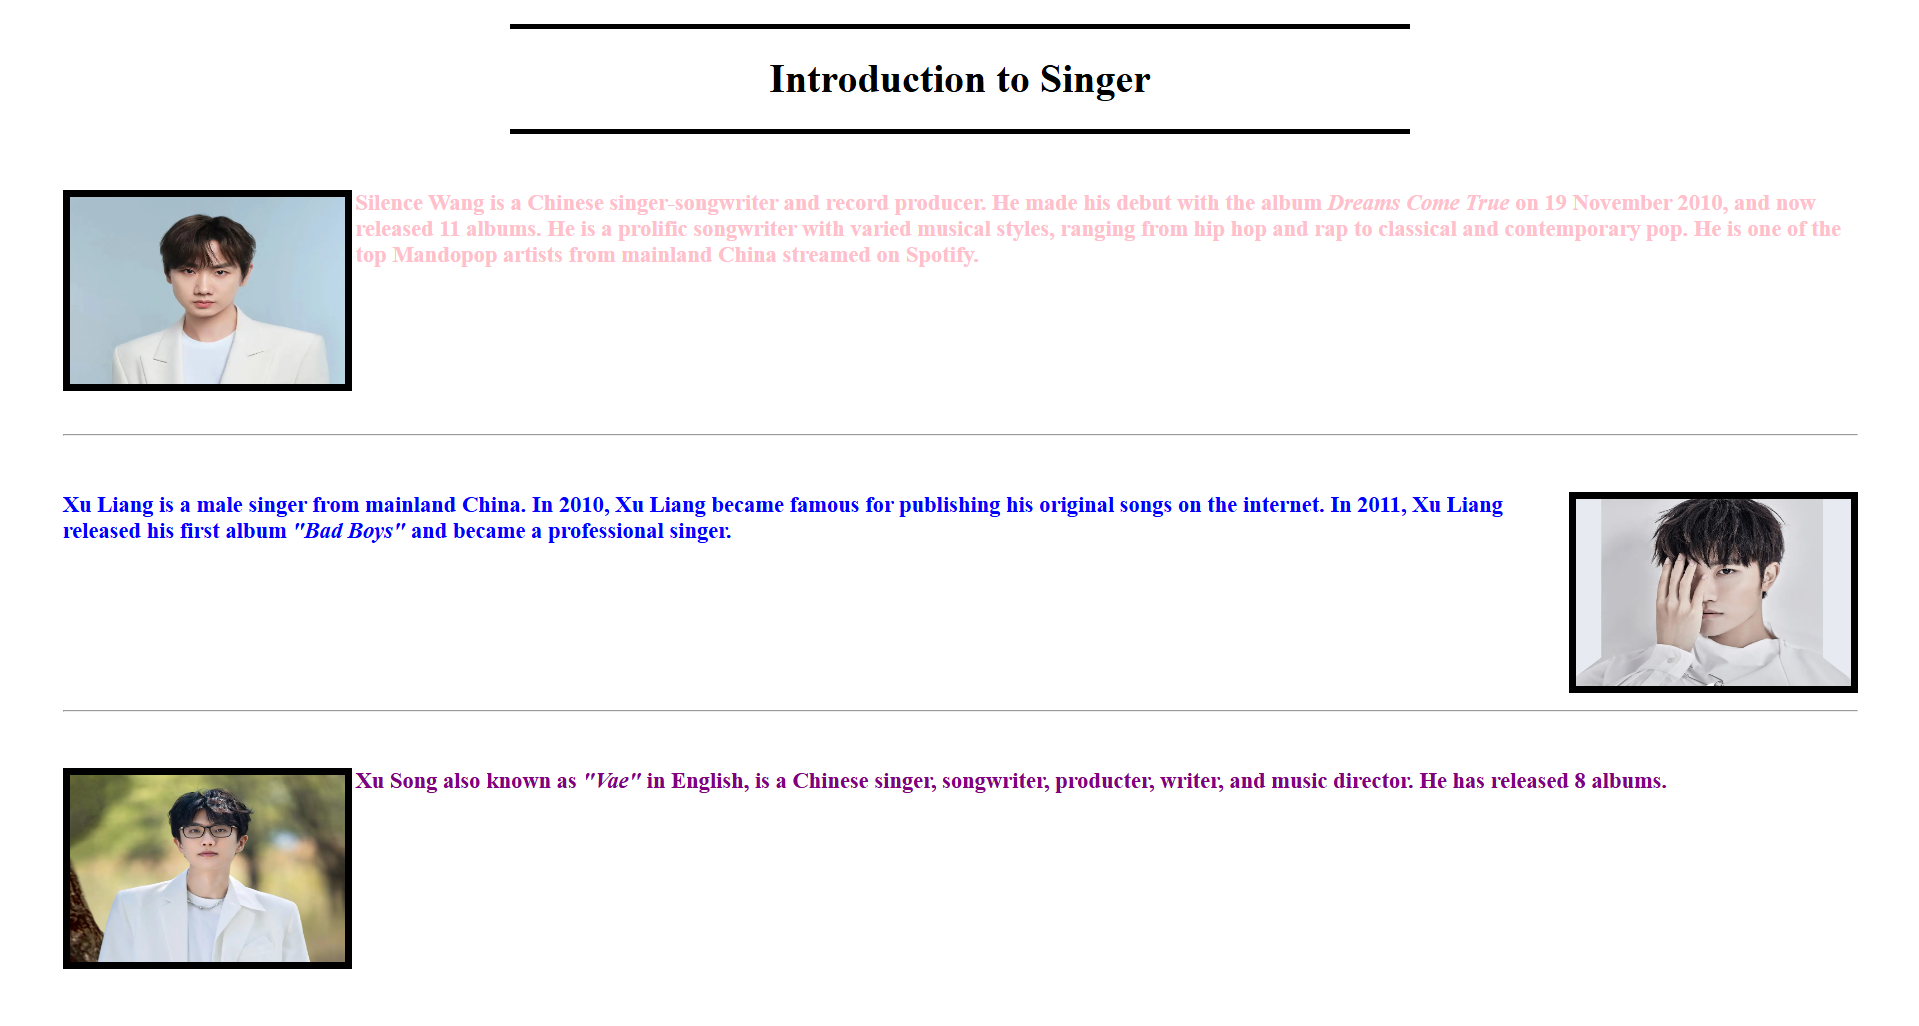 Introduction to Singer
Silence Wang is a Chinese singer-songwriter and record producer. He made his debut with the album Dreams Come True on 19 November 2010, and now
released 11 albums. He is a prolific songwriter with varied musical styles, ranging from hip hop and rap to classical and contemporary pop. He is one of the
top Mandopop artists from mainland China streamed on Spotify.
Xu Liang is a male singer from mainland China. In 2010, Xu Liang became famous for publishing his original songs on the internet. In 2011, Xu Liang
released his first album "Bad Boys" and became a professional singer.
Xu Song also known as "Vae" in English, is a Chinese singer, songwriter, producter, writer, and music director. He has released 8 albums.